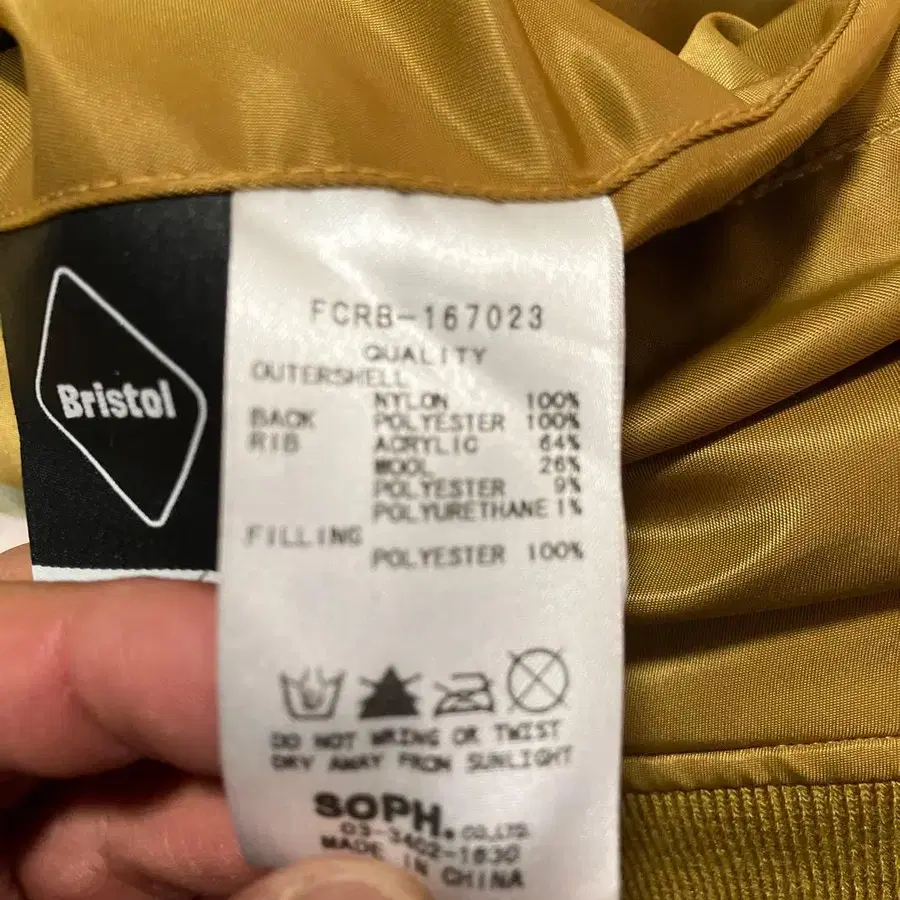 Bristol
FCRB-167023
QUALITY
OUTERSHELL
NYLON 100%
BACK POLYESTER 100%
RIB ACRYLIC 64%
WOOL 26%
POLYESTER 9%
POLYURETHANE 1%
FILLING
POLYESTER 100%
DO NOT WRING OR TWIST
DRY AWAY FROM SUNLIGHT
SOPH. CO.,LTD.
03-3402-1830
MADE IN CHINA